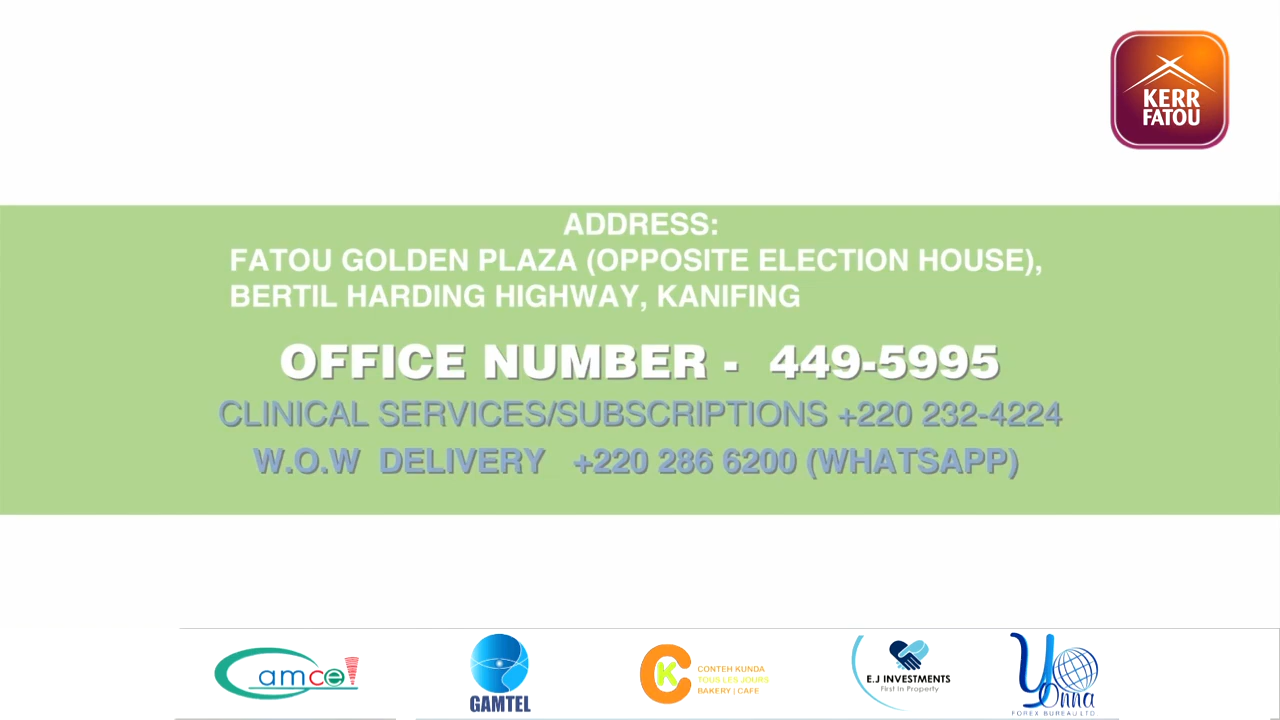 KERR
FATOU
ADDRESS:
FATOU GOLDEN PLAZA (OPPOSITE ELECTION HOUSE),
BERTIL HARDING HIGHWAY, KANIFING
OFFICE NUMBER - 449-5995
CLINICAL SERVICES/SUBSCRIPTIONS +220 232-4224
W.O.W DELIVERY +220 286 6200 (WHATSAPP)
Gamcel
GAMTEL
CK
CONTEH KUNDA
TOUS LES JOURS
BAKERY | CAFE
E.J INVESTMENTS
First In Property
Yonna
FOREX BUREAU LTD